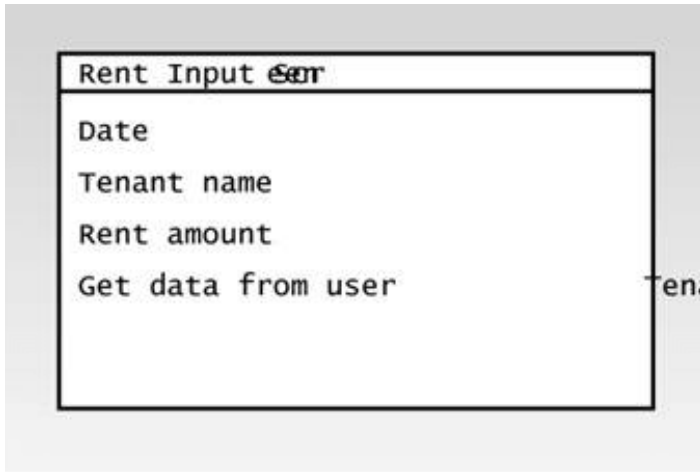 Rent Input
Date
Tenant name
Rent amount
Get data from user